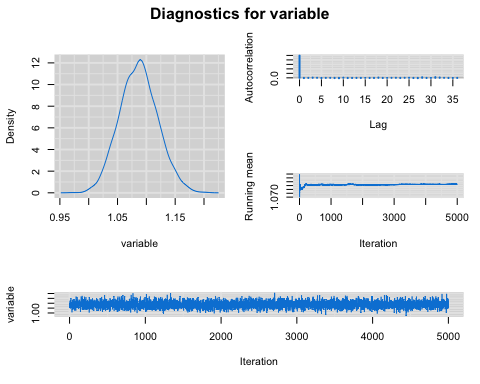 Diagnostics for variable
Density
0 2 4 6 8 10 12
0.95 1.05 1.15
variable
Autocorrelation
0.0
0 5 10 15 20 25 30 35
Lag
Running mean
1.070
0 1000 3000 5000
Iteration
variable
1.00
0 1000 2000 3000 4000 5000
Iteration